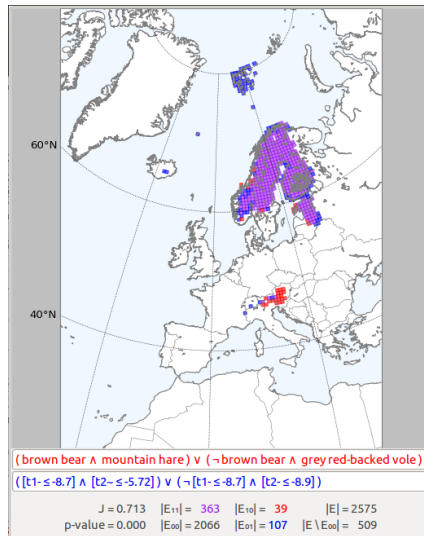 60°N
40°N
( brown bear ∧ mountain hare ) ∨ ( ¬ brown bear ∧ grey red-backed vole )
( [t1- ≤ -8.7] ∧ [t2~ ≤ -5.72] ) ∨ ( ¬ [t1- ≤ -8.7] ∧ [t2- ≤ -8.9] )
J = 0.713 |E₁₁| = 363 |E₁₀| = 39 |E| = 2575
p-value = 0.000 |E₀₀| = 2066 |E₀₁| = 107 |E \ E₀₀| = 509